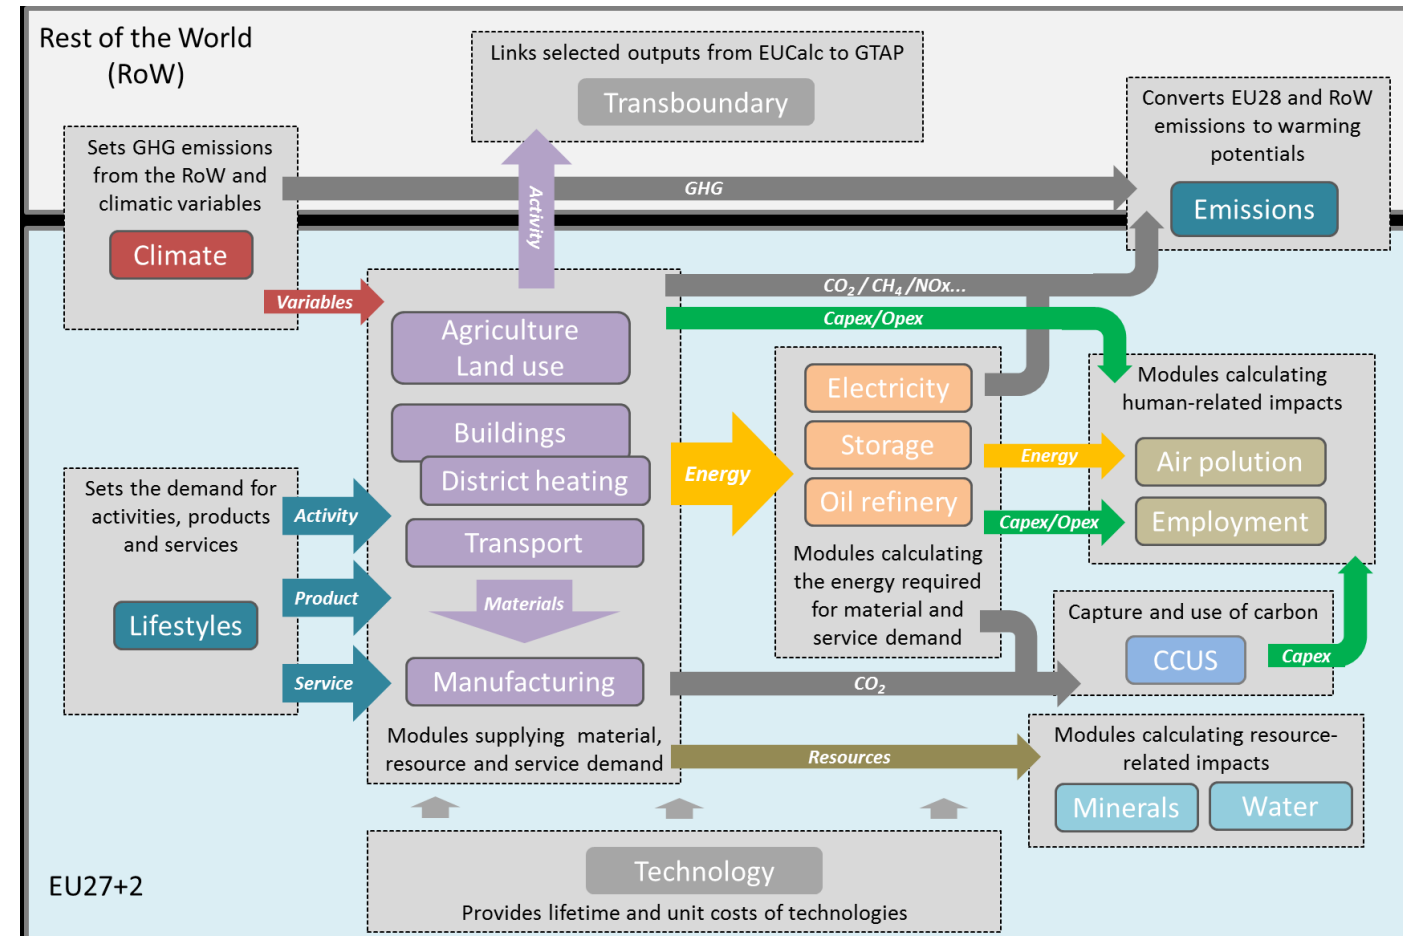 Rest of the World
(RoW)
Links selected outputs from EUCalc to GTAP
Transboundary
Converts EU28 and RoW
emissions to warming
potentials
Emissions
Sets GHG emissions
from the RoW and
climatic variables
Climate
GHG
Activity
Variables
CO₂ / CH₄ /NOx...
Capex/Opex
Agriculture
Land use
Buildings
District heating
Transport
Materials
Manufacturing
Modules supplying material,
resource and service demand
Sets the demand for
activities, products
and services
Lifestyles
Activity
Product
Service
Energy
Electricity
Storage
Oil refinery
Modules calculating
the energy required
for material and
service demand
Energy
Capex/Opex
Modules calculating
human-related impacts
Air polution
Employment
Capture and use of carbon
CCUS
Capex
CO₂
Resources
Modules calculating resource-
related impacts
Minerals
Water
Technology
Provides lifetime and unit costs of technologies
EU27+2